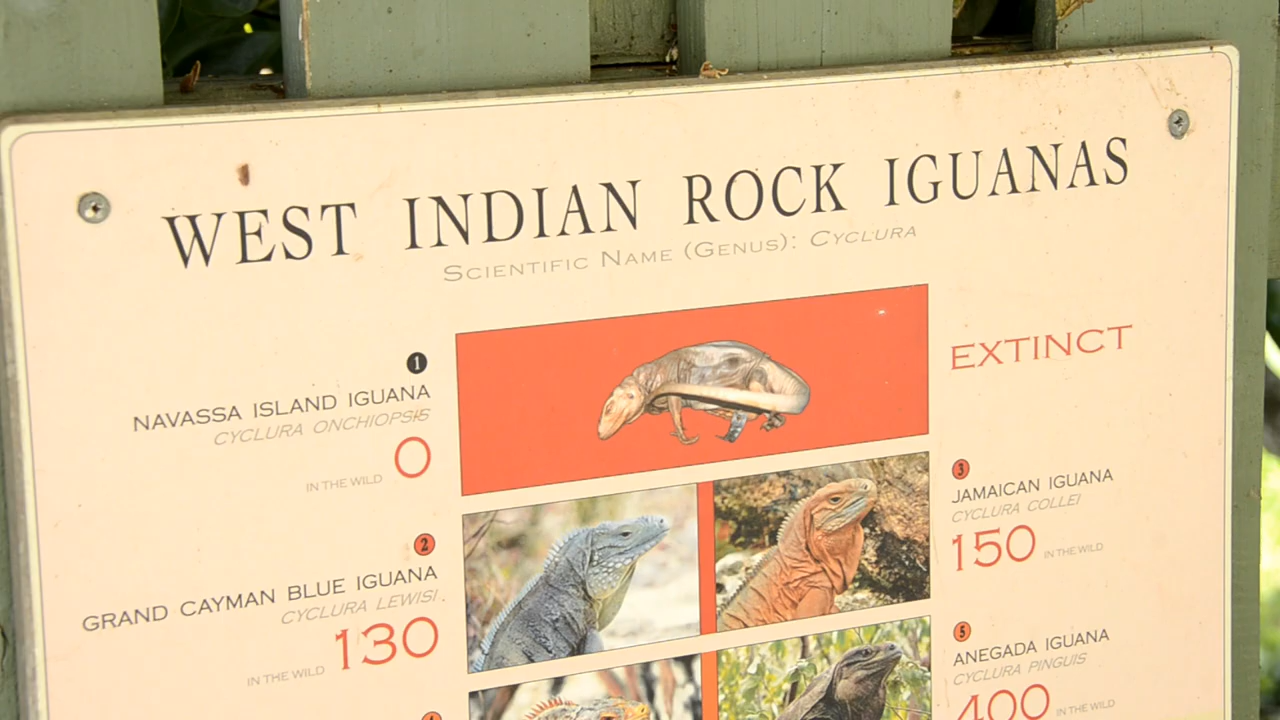 WEST INDIAN ROCK IGUANAS
SCIENTIFIC NAME (GENUS): CYCLURA
1
NAVASSA ISLAND IGUANA
CYCLURA ONCHIOPSIS
IN THE WILD 0
EXTINCT
2
GRAND CAYMAN BLUE IGUANA
CYCLURA LEWISI.
IN THE WILD 130
3
JAMAICAN IGUANA
CYCLURA COLLEI
150 IN THE WILD
4
5
ANEGADA IGUANA
CYCLURA PINGUIS
400 IN THE WILD